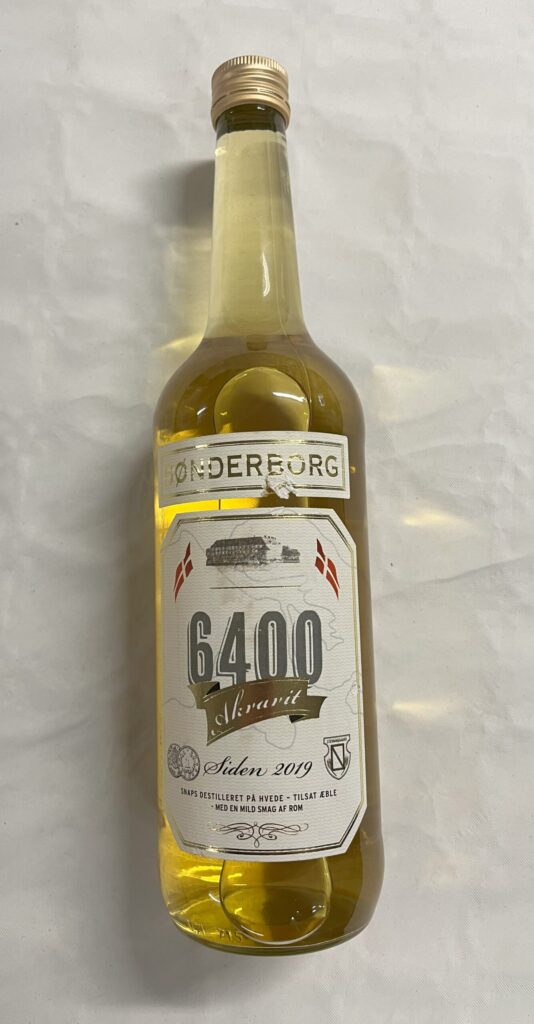 SØNDERBORG
6400
Akvavit
Siden 2019
SNAPS DESTILLERET PÅ HVEDE - TILSAT ÆBLE
- MED EN MILD SMAG AF ROM
N